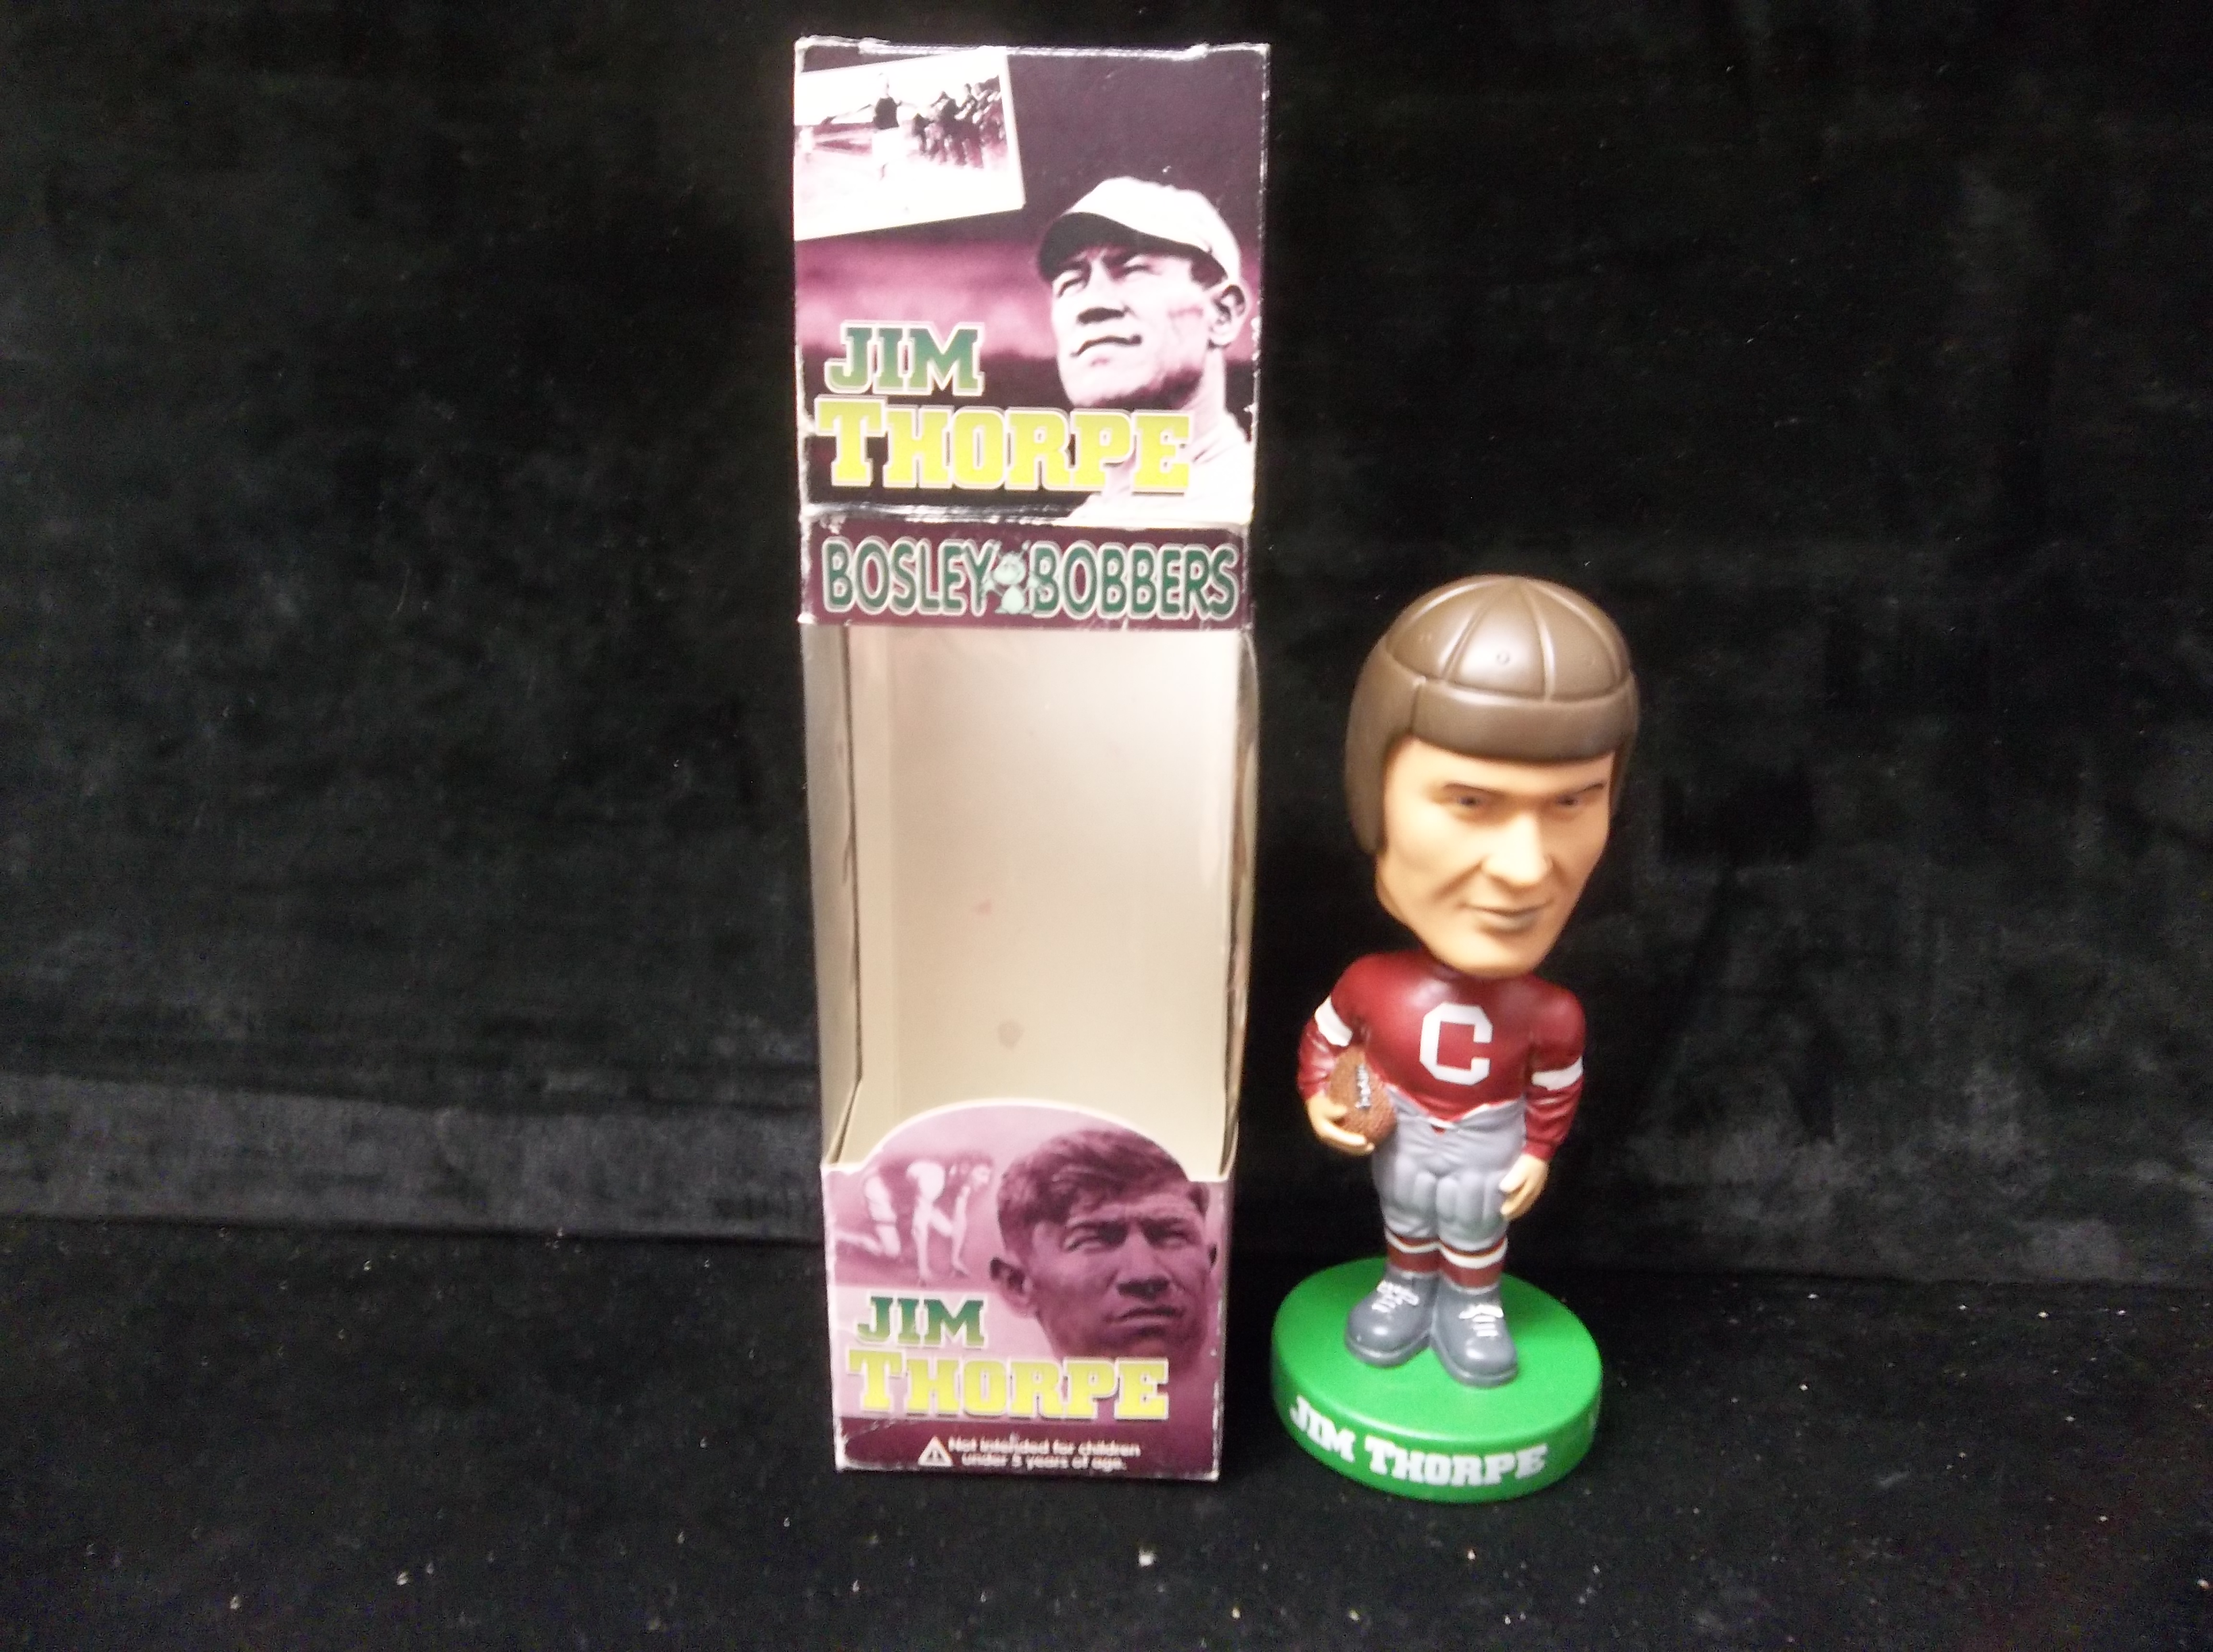 JIM
THORPE
BOSLEY BOBBERS
C
JIM
THORPE
Not intended for children
under 5 years of age.
JIM THORPE